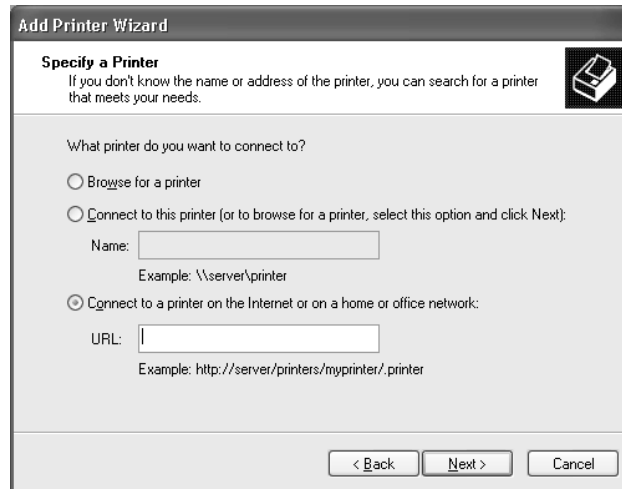 Add Printer Wizard
Specify a Printer
If you don't know the name or address of the printer, you can search for a printer
that meets your needs.
What printer do you want to connect to?
Browse for a printer
Connect to this printer (or to browse for a printer, select this option and click Next):
Name:
Example: \\server\printer
Connect to a printer on the Internet or on a home or office network:
URL:
Example: http://server/printers/myprinter/.printer
< Back Next > Cancel